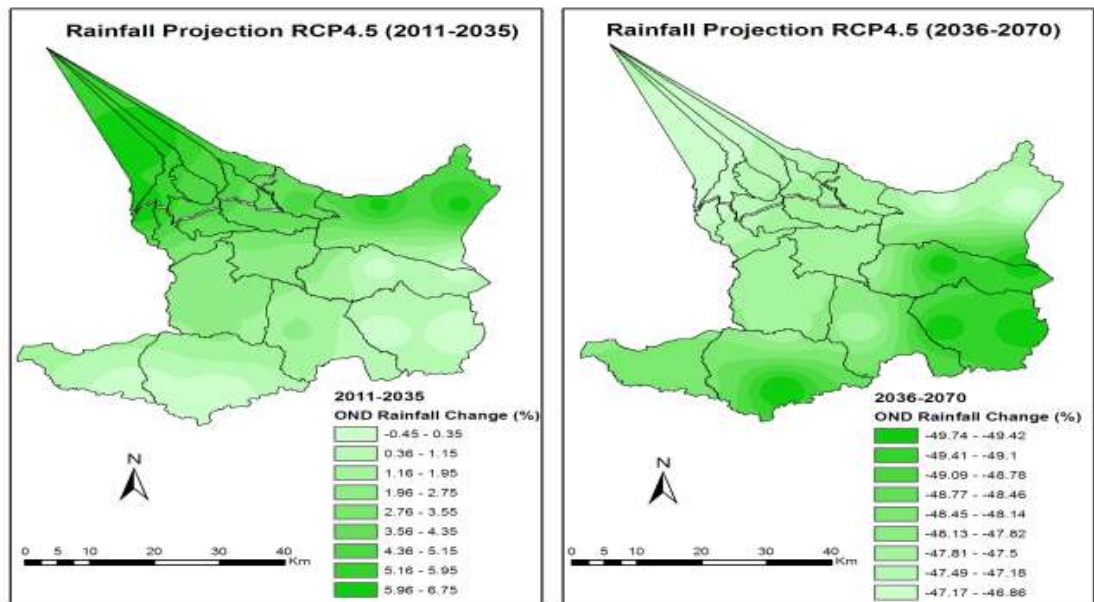 Rainfall Projection RCP4.5 (2011-2035)
2011-2035
OND Rainfall Change (%)
-0.45 - 0.35
0.36 - 1.15
1.16 - 1.95
1.96 - 2.75
2.76 - 3.55
3.56 - 4.35
4.36 - 5.15
5.16 - 5.95
5.96 - 6.75
N
0 10 20 40
Km
Rainfall Projection RCP4.5 (2036-2070)
2036-2070
OND Rainfall Change (%)
-49.74 - -49.42
-49.41 - -49.1
-49.09 - -48.78
-48.77 - -48.46
-48.45 - -48.14
-48.13 - -47.82
-47.81 - -47.5
-47.49 - -47.18
-47.17 - -46.86
N
0 10 20 40
Km